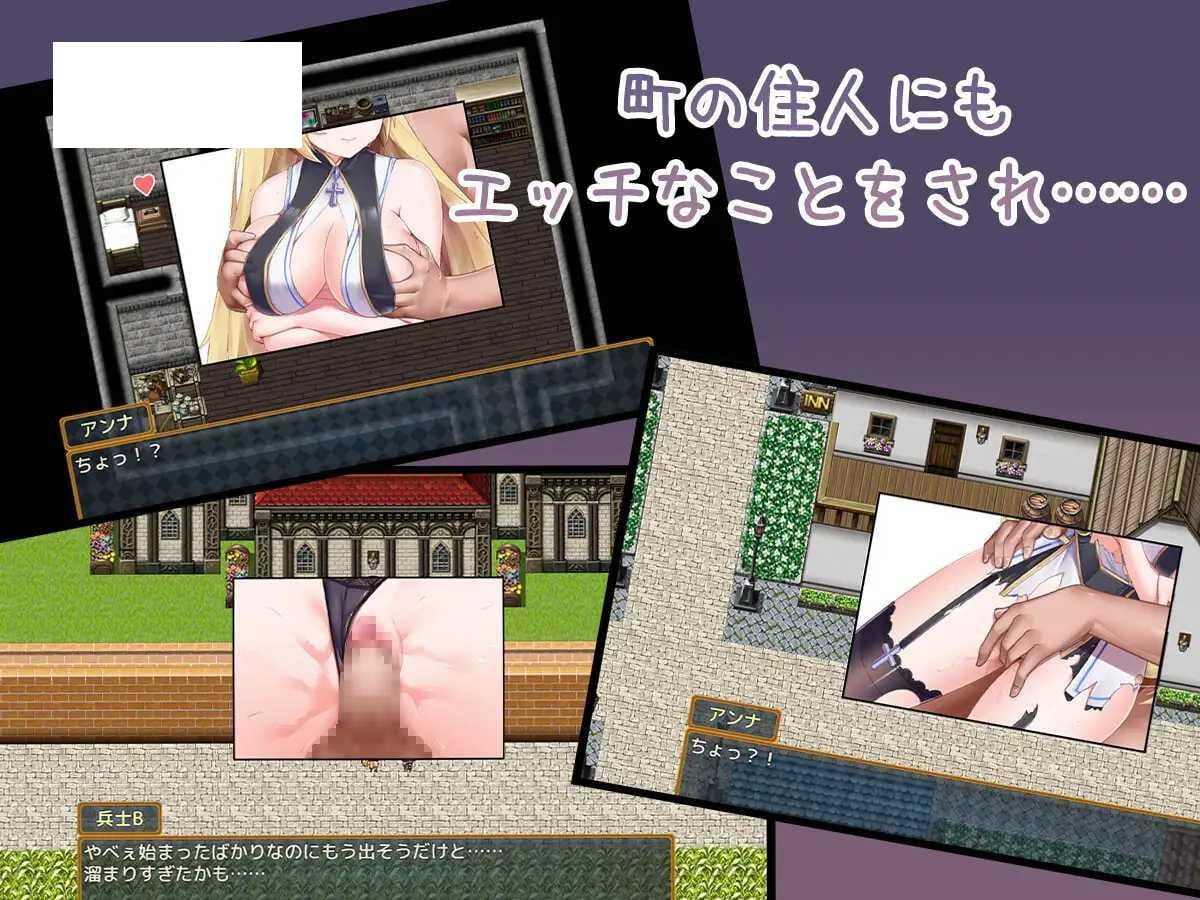 町の住人にも
エッチなことをされ……
アンナ
ちょっ！？
INN
アンナ
ちょっ？！
兵士B
やべぇ始まったばかりなのにもう出そうだけと……
溜まりすぎたかも……